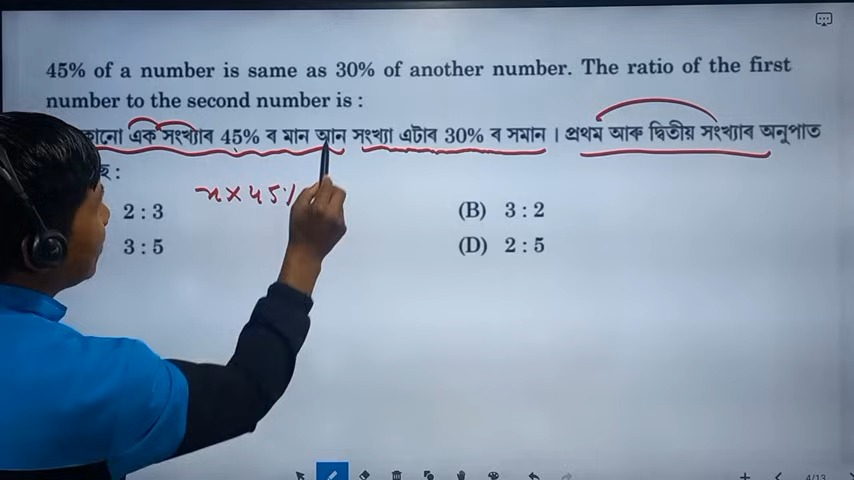 45% of a number is same as 30% of another number. The ratio of the first
number to the second number is :
কোনো এক সংখ্যাৰ 45% ৰ মান আন সংখ্যা এটাৰ 30% ৰ সমান । প্ৰথম আৰু দ্বিতীয় সংখ্যাৰ অনুপাত
:
x × 45%
2 : 3
(B) 3 : 2
3 : 5
(D) 2 : 5
4/13